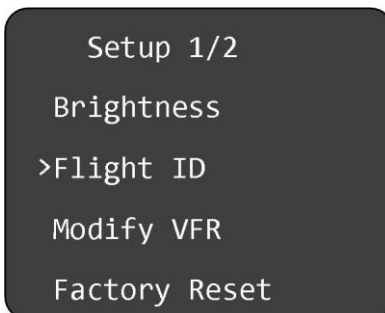 Setup 1/2
Brightness
>Flight ID
Modify VFR
Factory Reset